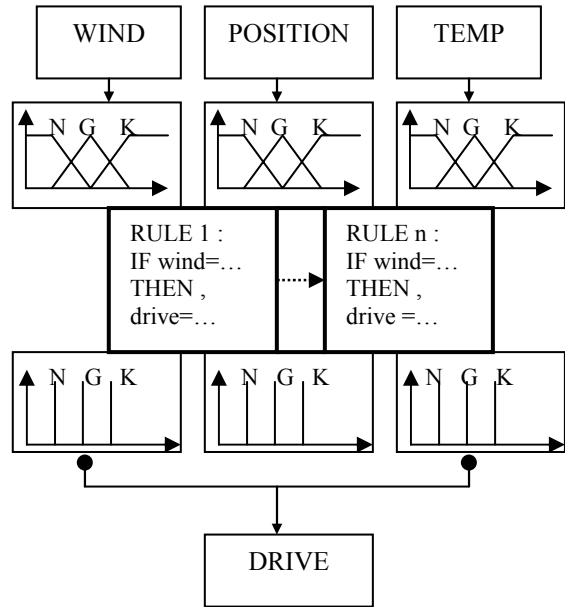 WIND POSITION TEMP
N G K N G K N G K
RULE 1 :
IF wind=…
THEN ,
drive=…
RULE n :
IF wind=…
THEN ,
drive =…
N G K N G K N G K
DRIVE